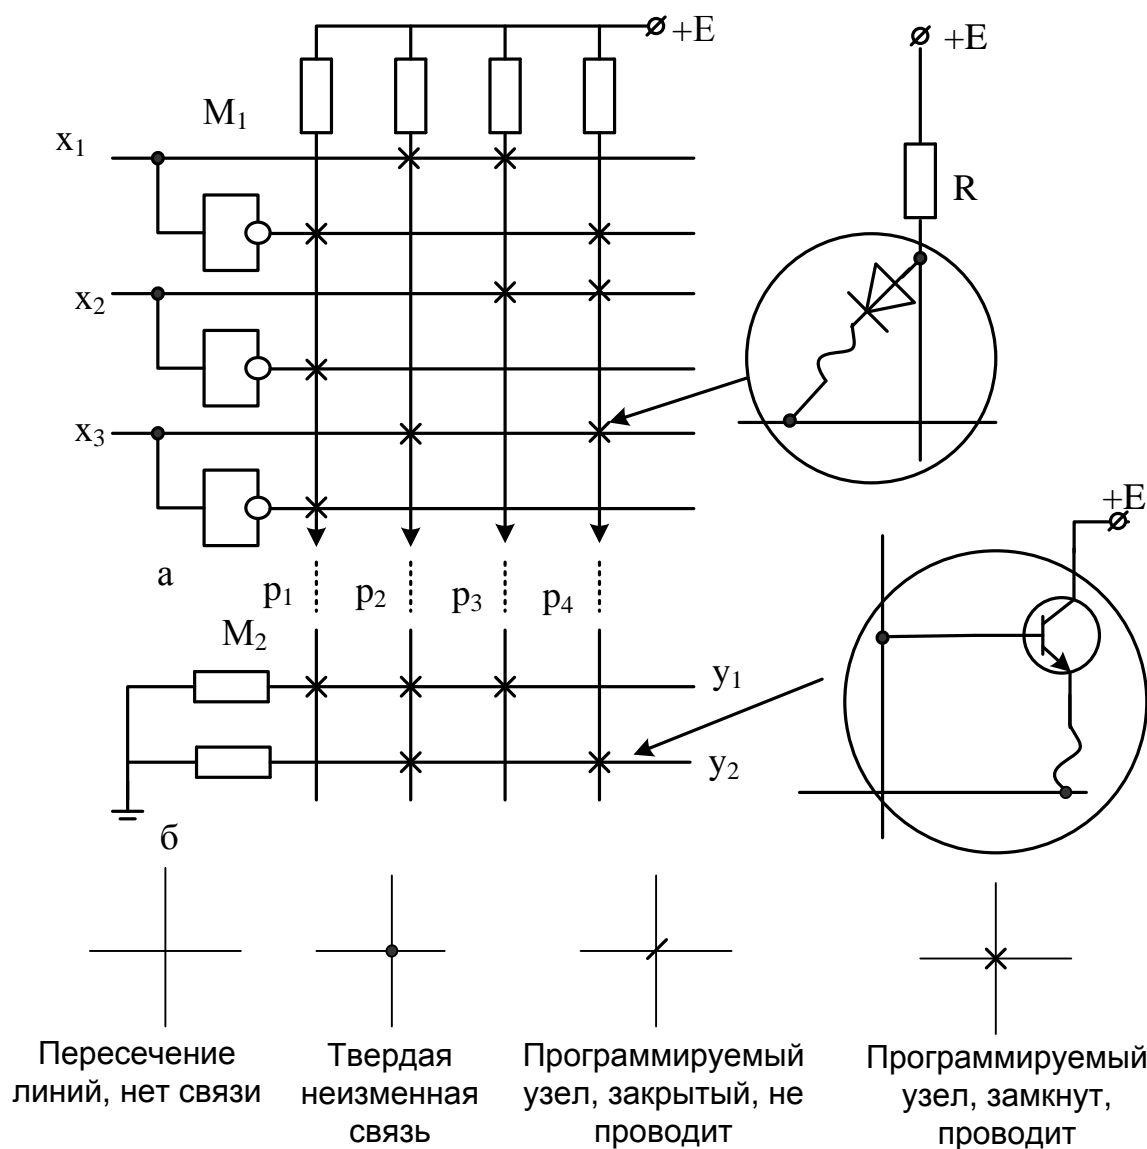 +E
+E
M₁
x₁
R
x₂
x₃
+E
а
p₁ p₂ p₃ p₄
M₂
y₁
y₂
б
Пересечение
линий, нет связи
Твердая
неизменная
связь
Программируемый
узел, закрытый, не
проводит
Программируемый
узел, замкнут,
проводит